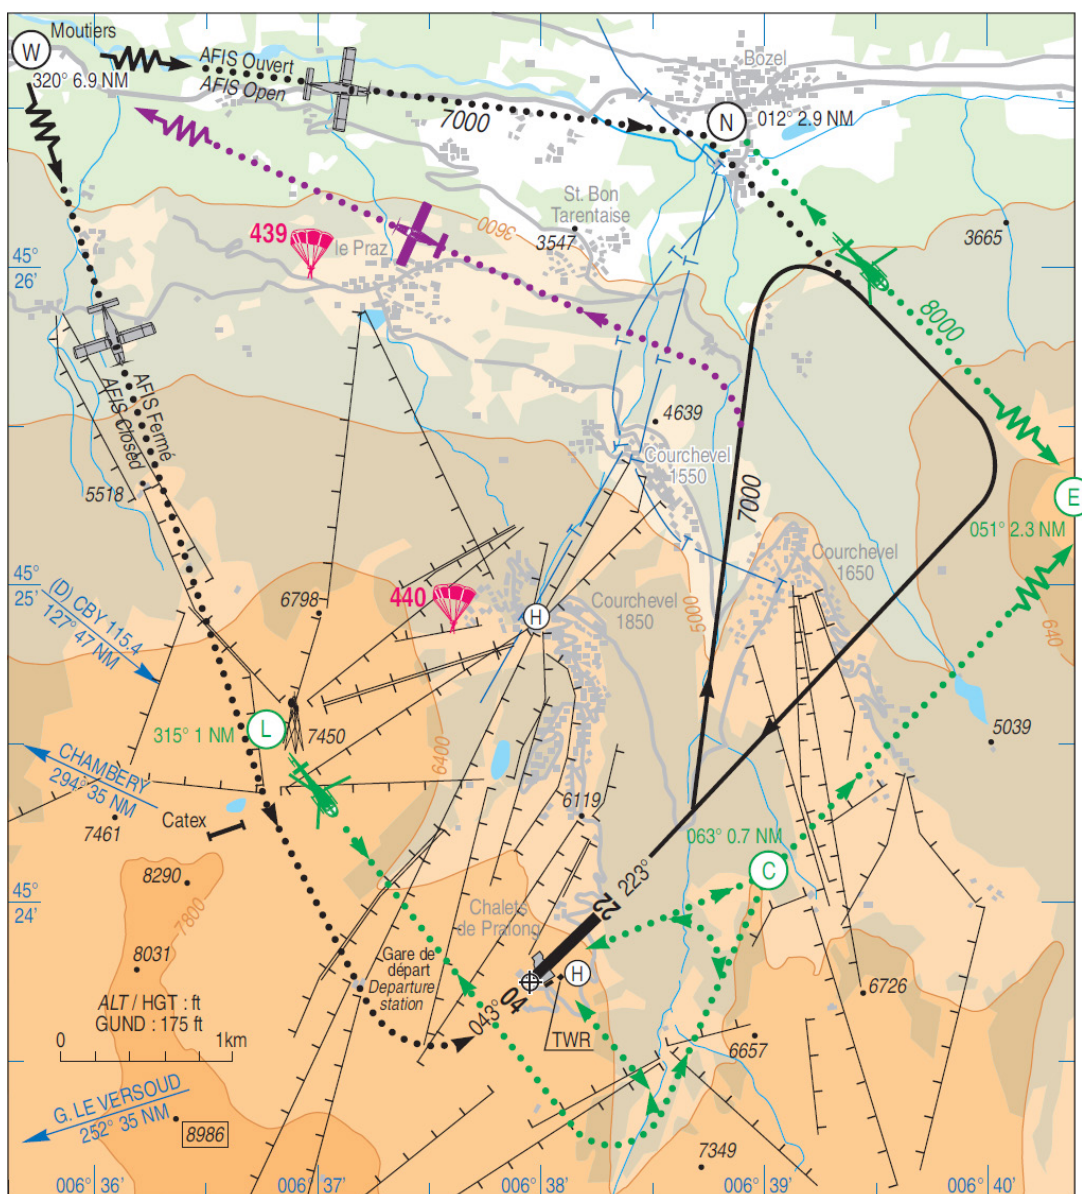 Moutiers
W
320° 6.9 NM
AFIS Ouvert
AFIS Open
7000
Bozel
N
012° 2.9 NM
St. Bon
Tarentaise
3547
3600
3665
439
le Praz
45°
26'
8000
AFIS Fermé
AFIS Closed
4639
Courchevel
1550
7000
5518
E
051° 2.3 NM
Courchevel
1650
45°
25'
(D) CBY 115.4
127° 47 NM
6798
440
H
Courchevel
1850
5000
640
L
315° 1 NM
7450
6400
5039
CHAMBERY
294° 35 NM
7461
Catex
6119
063° 0.7 NM
C
8290
7800
45°
24'
223°
22
Chalets
de Pralong
8031
Gare de
départ
Departure
station
H
04
043°
6726
ALT / HGT : ft
GUND : 175 ft
0 1km
TWR
6657
G. LE VERSOUD
252° 35 NM
8986
7349
006° 36' 006° 37' 006° 38' 006° 39' 006° 40'